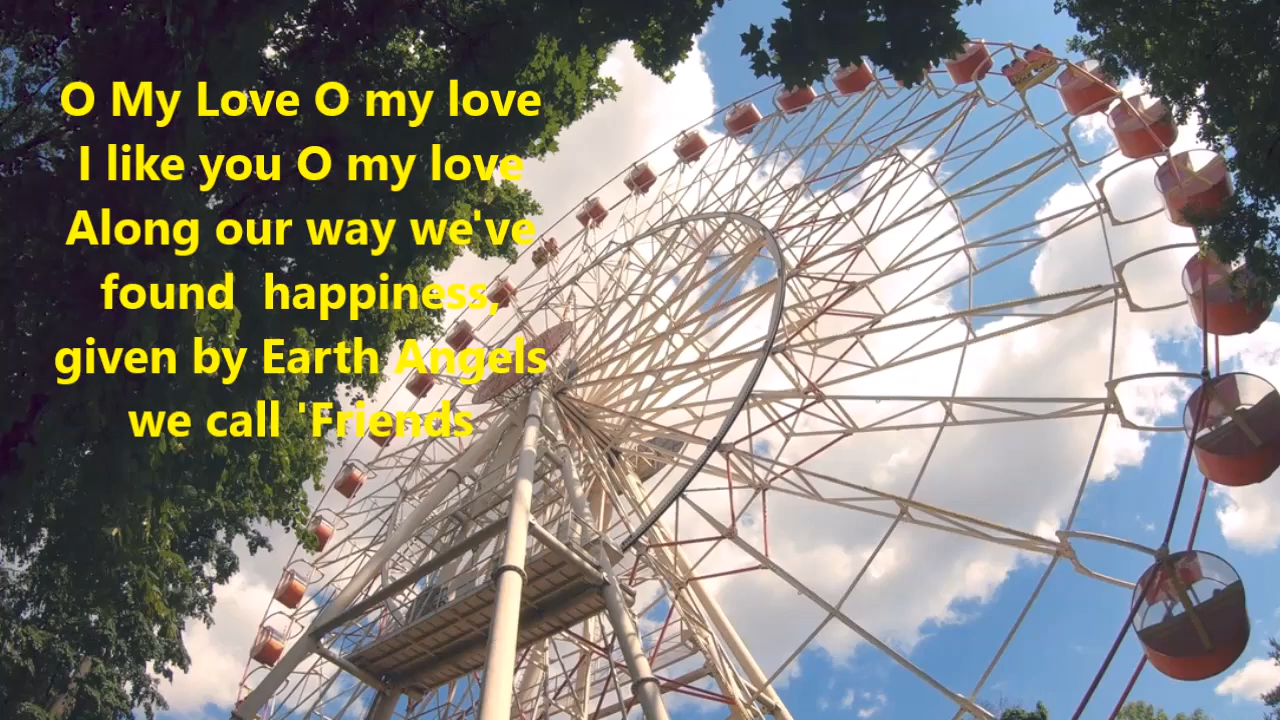 O My Love O my love
I like you O my love
Along our way we've
found  happiness,
given by Earth Angels
we call 'Friends